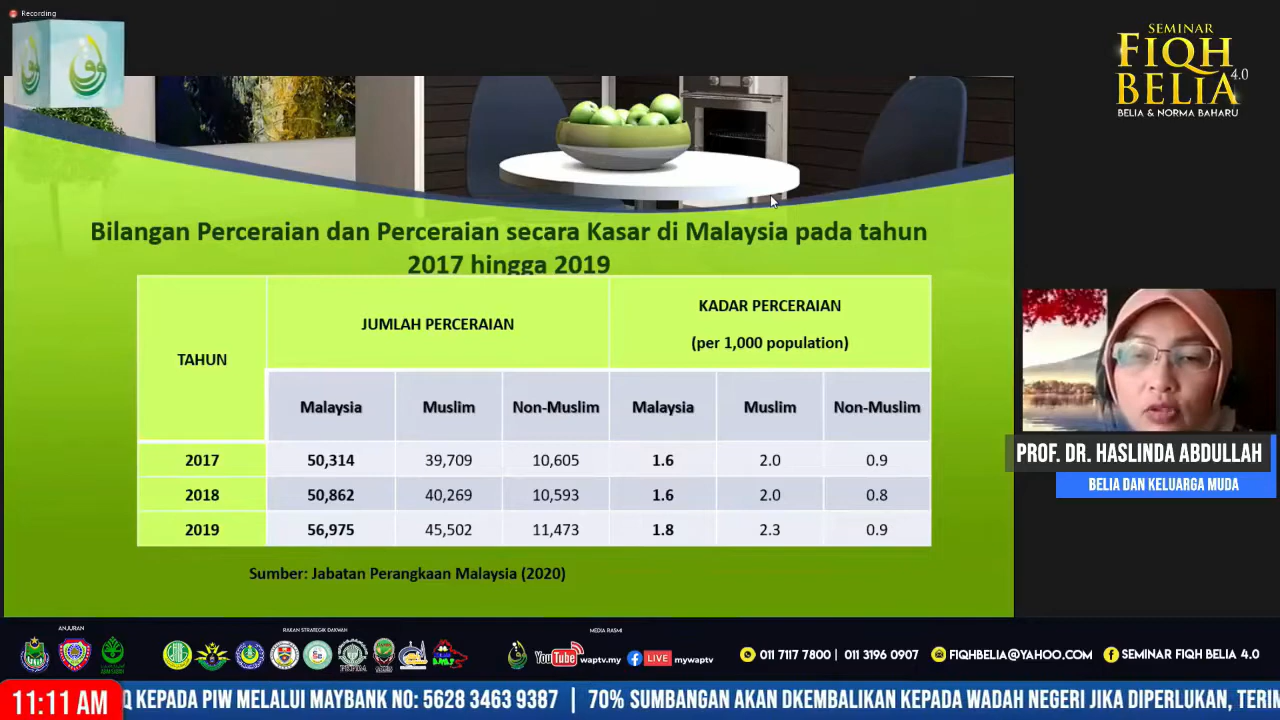 Recording
SEMINAR
FIQH
BELIA 4.0
BELIA & NORMA BAHARU
Bilangan Perceraian dan Perceraian secara Kasar di Malaysia pada tahun
2017 hingga 2019
TAHUN
JUMLAH PERCERAIAN
KADAR PERCERAIAN
(per 1,000 population)
Malaysia Muslim Non-Muslim Malaysia Muslim Non-Muslim
2017 50,314 39,709 10,605 1.6 2.0 0.9
2018 50,862 40,269 10,593 1.6 2.0 0.8
2019 56,975 45,502 11,473 1.8 2.3 0.9
Sumber: Jabatan Perangkaan Malaysia (2020)
PROF. DR. HASLINDA ABDULLAH
BELIA DAN KELUARGA MUDA
ANJURAN
RAKAN STRATEGIK DAKWAH
MEDIA RASMI
YouTube waptv.my LIVE mywaptv
011 7117 7800 | 011 3196 0907 FIQHBELIA@YAHOO.COM SEMINAR FIQH BELIA 4.0
11:11 AM Q KEPADA PIW MELALUI MAYBANK NO: 5628 3463 9387 | 70% SUMBANGAN AKAN DKEMBALIKAN KEPADA WADAH NEGERI JIKA DIPERLUKAN, TERIN